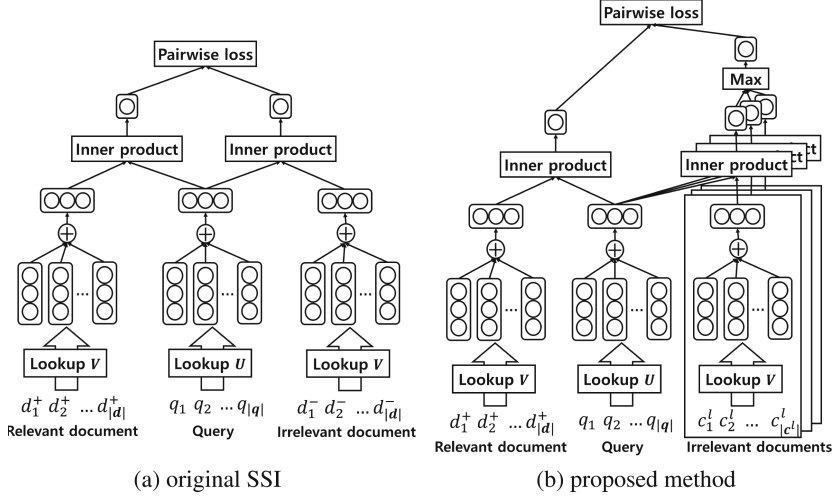 Pairwise loss
Inner product Inner product
+ + +
... ... ...
Lookup V Lookup U Lookup V
d₁⁺ d₂⁺ ... d⁺|d| q₁ q₂ ... q|q| d₁⁻ d₂⁻ ... d⁻|d|
Relevant document Query Irrelevant document
(a) original SSI
Pairwise loss
Max
Inner product Inner product
+ + +
... ... ...
Lookup V Lookup U Lookup V
d₁⁺ d₂⁺ ... d⁺|d| q₁ q₂ ... q|q| c₁ˡ c₂ˡ ... cˡ|cˡ|
Relevant document Query Irrelevant documents
(b) proposed method